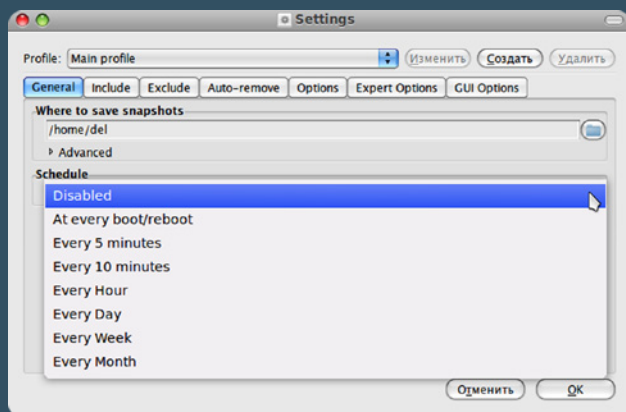 Settings
Profile: Main profile Изменить Создать Удалить
General Include Exclude Auto-remove Options Expert Options GUI Options
Where to save snapshots
/home/del
Advanced
Schedule
Disabled
At every boot/reboot
Every 5 minutes
Every 10 minutes
Every Hour
Every Day
Every Week
Every Month
Отменить OK